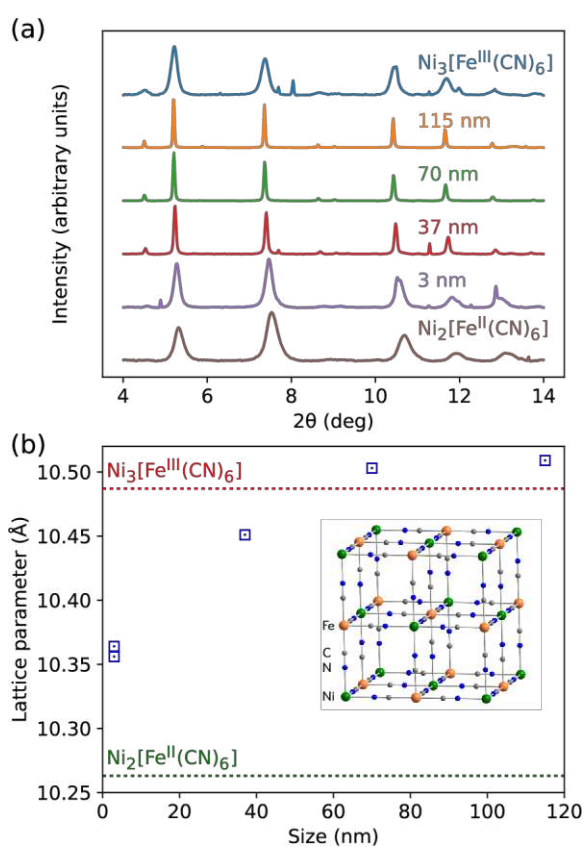 (a)
Intensity (arbitrary units)
Ni₃[Feᴵᴵᴵ(CN)₆]
115 nm
70 nm
37 nm
3 nm
Ni₂[Feᴵᴵ(CN)₆]
4 6 8 10 12 14
2θ (deg)
(b)
Lattice parameter (Å)
10.50
10.45
10.40
10.35
10.30
10.25
Ni₃[Feᴵᴵᴵ(CN)₆]
Fe
C
N
Ni
Ni₂[Feᴵᴵ(CN)₆]
0 20 40 60 80 100 120
Size (nm)